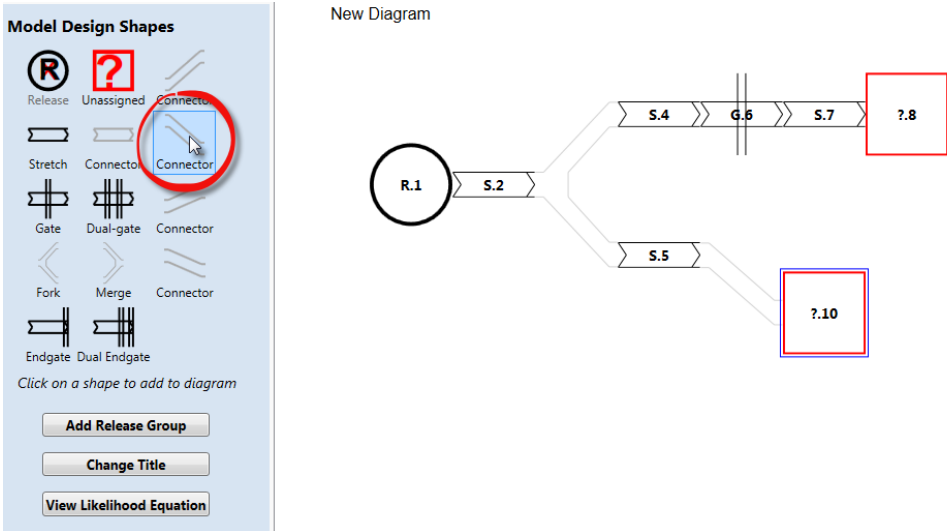 Model Design Shapes
R ?
Release Unassigned Connector
Stretch Connector Connector
Gate Dual-gate Connector
Fork Merge Connector
Endgate Dual Endgate
Click on a shape to add to diagram
Add Release Group
Change Title
View Likelihood Equation
New Diagram
S.4 G.6 S.7 ?.8
R.1 S.2
S.5
?.10